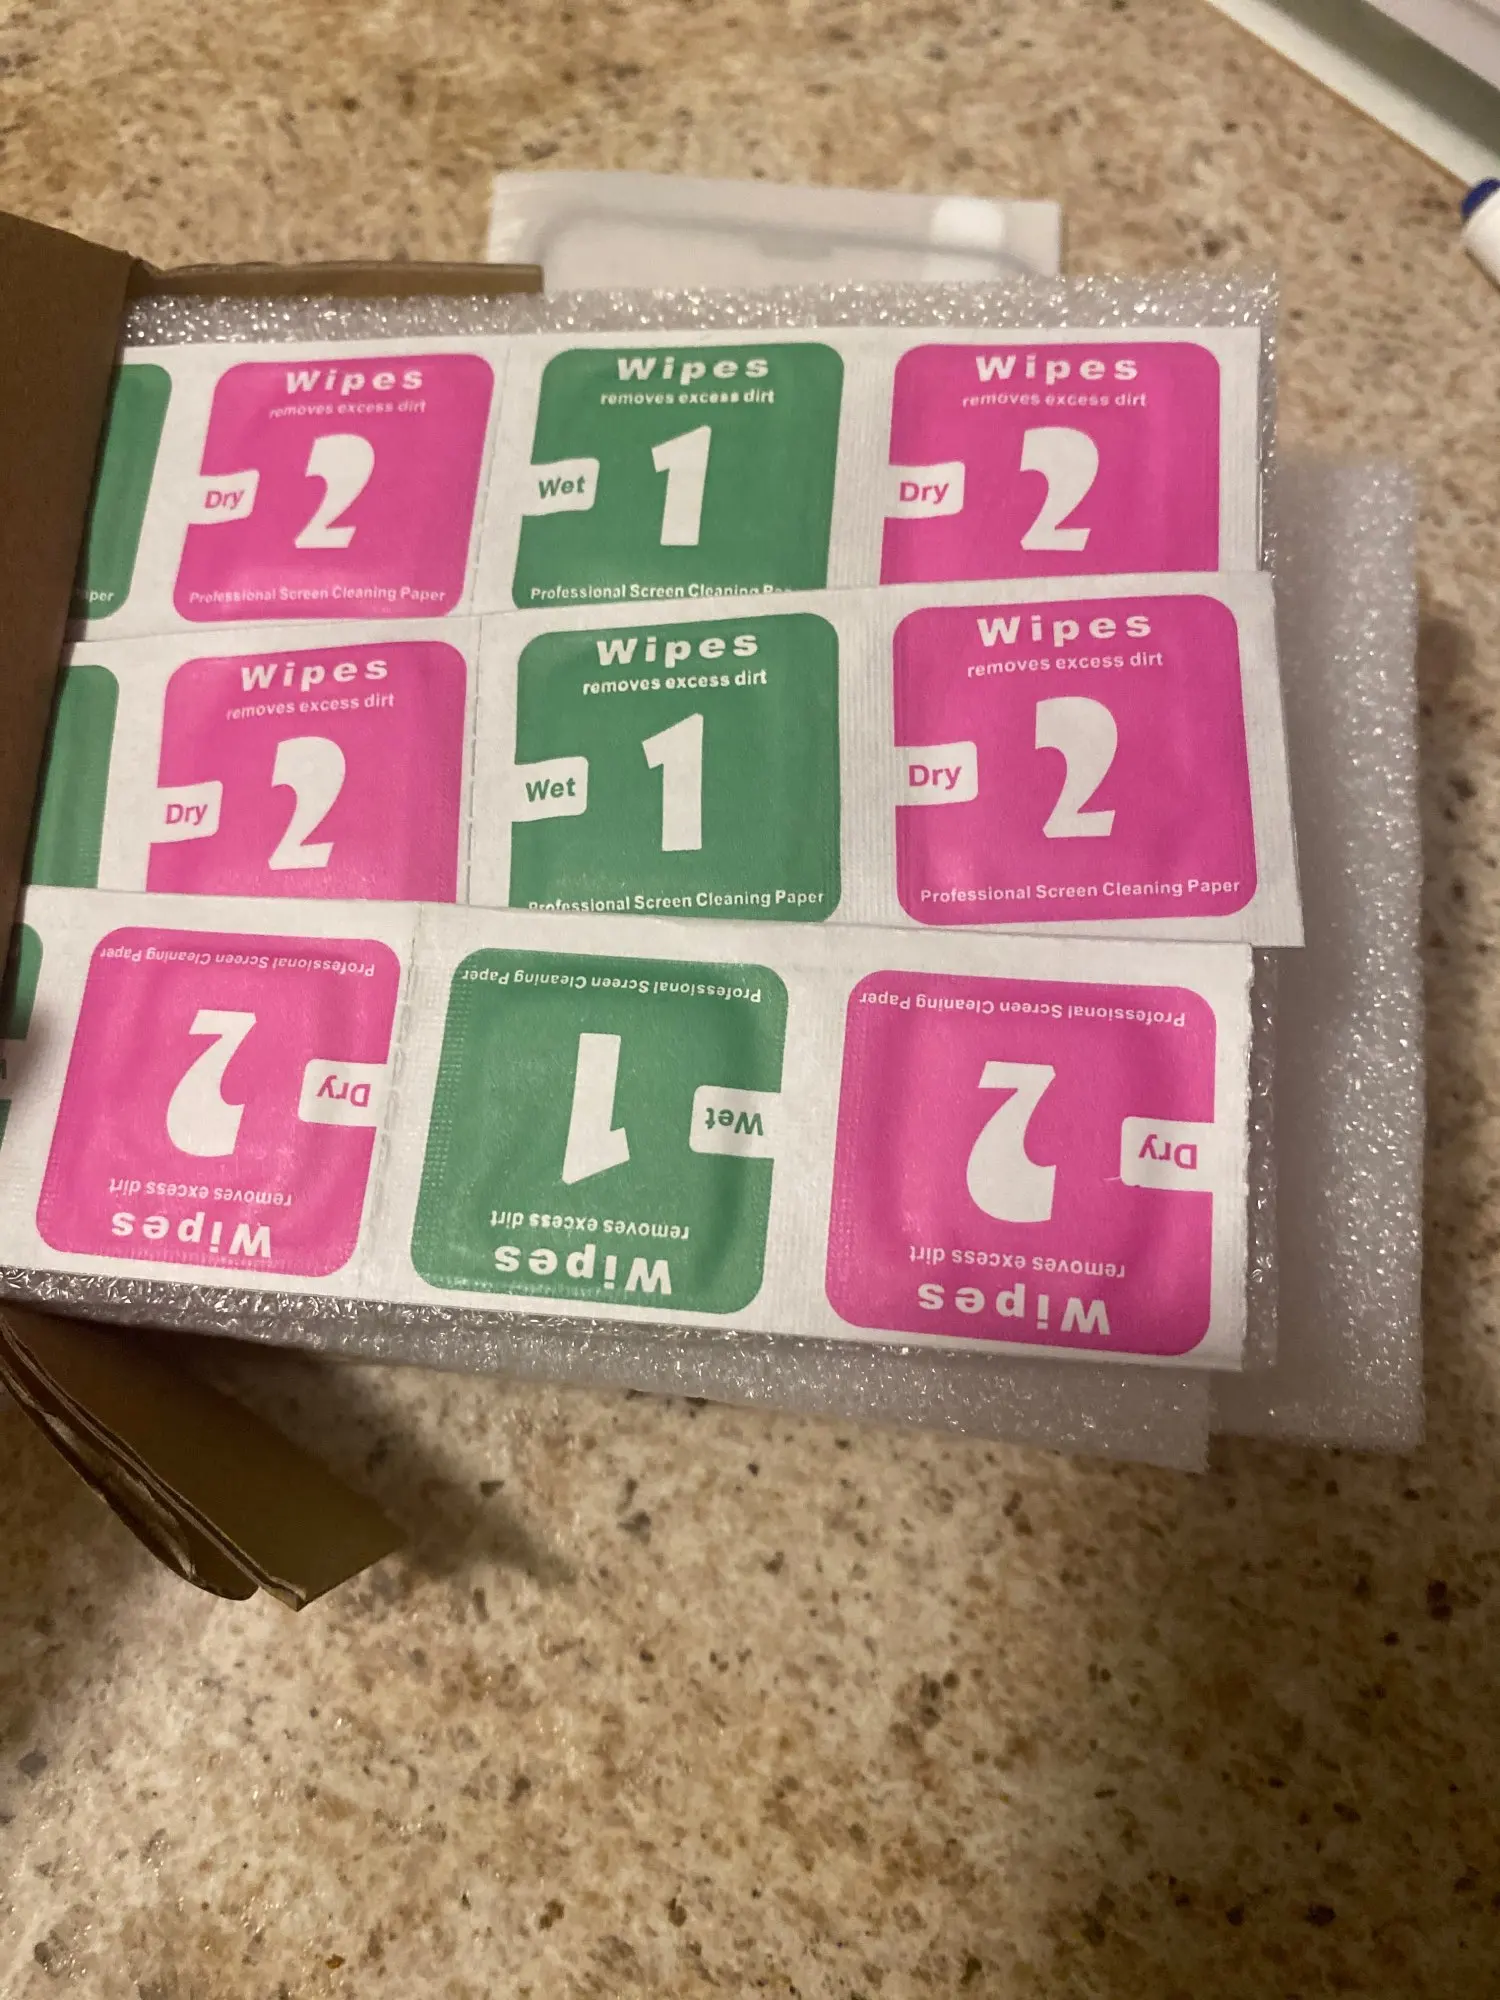 Wipes
removes excess dirt
Dry
2
Professional Screen Cleaning Paper
Wipes
removes excess dirt
Wet
1
Professional Screen Cleaning
Wipes
removes excess dirt
Dry
2
Wipes
removes excess dirt
Dry
2
Wipes
removes excess dirt
Wet
1
Professional Screen Cleaning Paper
Wipes
removes excess dirt
Dry
2
Professional Screen Cleaning Paper
Wipes
removes excess dirt
Dry
2
Professional Screen Cleaning Paper
Wipes
removes excess dirt
Wet
1
Professional Screen Cleaning Paper
Wipes
removes excess dirt
Dry
2
Professional Screen Cleaning Paper